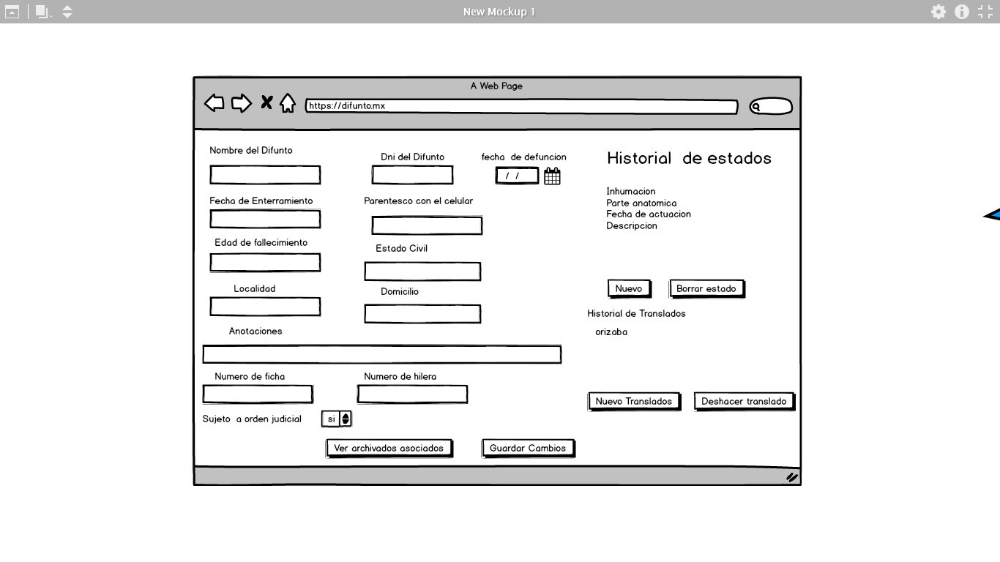 New Mockup 1
A Web Page
https://difunto.mx
Nombre del Difunto
Dni del Difunto
fecha de defuncion
/ /
Fecha de Enterramiento
Parentesco con el celular
Edad de fallecimiento
Estado Civil
Localidad
Domicilio
Anotaciones
Numero de ficha
Numero de hilera
Sujeto a orden judicial
si
Ver archivados asociados
Guardar Cambios
Historial de estados
Inhumacion
Parte anatomica
Fecha de actuacion
Descripcion
Nuevo
Borrar estado
Historial de Translados
orizaba
Nuevo Translados
Deshacer translado